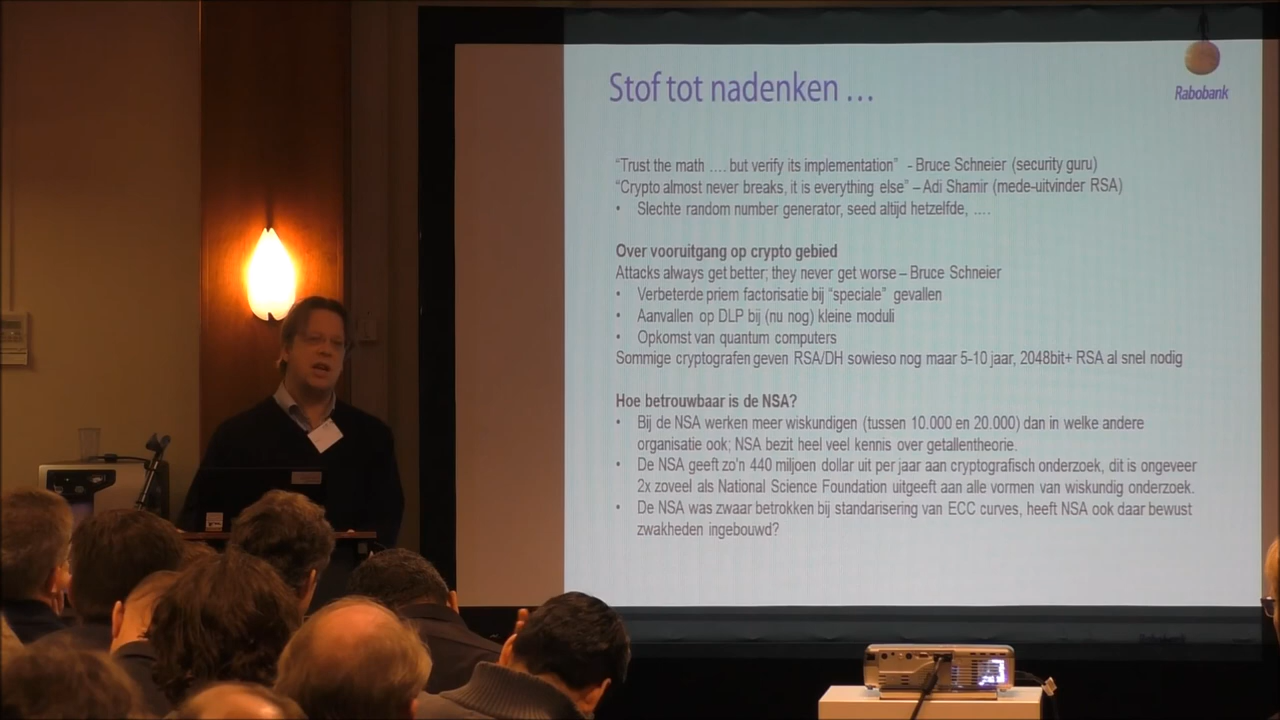 Stof tot nadenken …
Rabobank
“Trust the math …. but verify its implementation” - Bruce Schneier (security guru)
“Crypto almost never breaks, it is everything else” – Adi Shamir (mede-uitvinder RSA)
• Slechte random number generator, seed altijd hetzelfde, ….
Over vooruitgang op crypto gebied
Attacks always get better; they never get worse – Bruce Schneier
• Verbeterde priem factorisatie bij “speciale” gevallen
• Aanvallen op DLP bij (nu nog) kleine moduli
• Opkomst van quantum computers
Sommige cryptografen geven RSA/DH sowieso nog maar 5-10 jaar, 2048bit+ RSA al snel nodig
Hoe betrouwbaar is de NSA?
• Bij de NSA werken meer wiskundigen (tussen 10.000 en 20.000) dan in welke andere
organisatie ook; NSA bezit heel veel kennis over getallentheorie.
• De NSA geeft zo'n 440 miljoen dollar uit per jaar aan cryptografisch onderzoek, dit is ongeveer
2x zoveel als National Science Foundation uitgeeft aan alle vormen van wiskundig onderzoek.
• De NSA was zwaar betrokken bij standarisering van ECC curves, heeft NSA ook daar bewust
zwakheden ingebouwd?